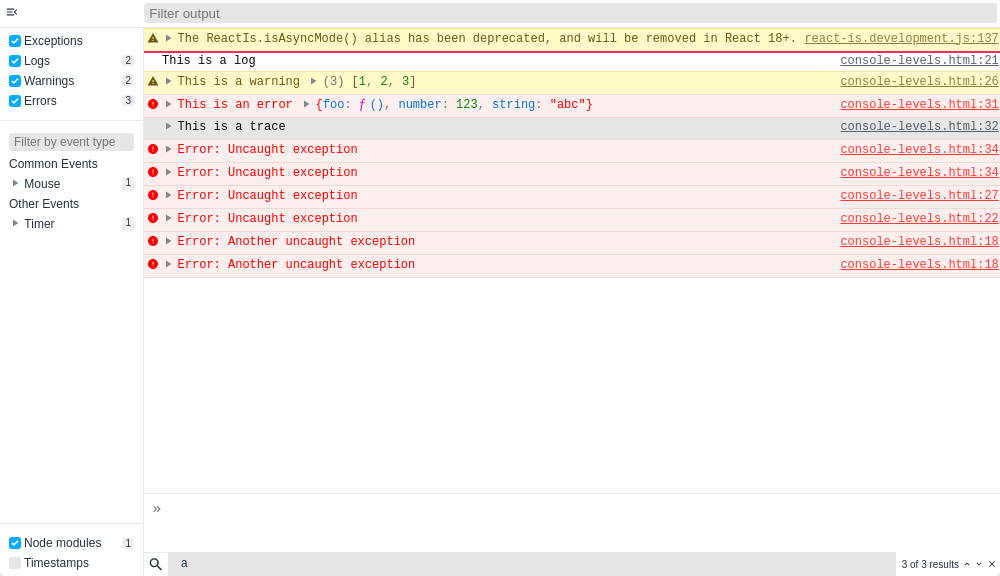 Filter output
Exceptions
Logs 2
Warnings 2
Errors 3
Filter by event type
Common Events
Mouse 1
Other Events
Timer 1
Node modules 1
Timestamps
The ReactIs.isAsyncMode() alias has been deprecated, and will be removed in React 18+. react-is.development.js:137
This is a log console-levels.html:21
This is a warning (3) [1, 2, 3] console-levels.html:26
This is an error {foo: ƒ (), number: 123, string: "abc"} console-levels.html:31
This is a trace console-levels.html:32
Error: Uncaught exception console-levels.html:34
Error: Uncaught exception console-levels.html:34
Error: Uncaught exception console-levels.html:27
Error: Uncaught exception console-levels.html:22
Error: Another uncaught exception console-levels.html:18
Error: Another uncaught exception console-levels.html:18
»
a 3 of 3 results